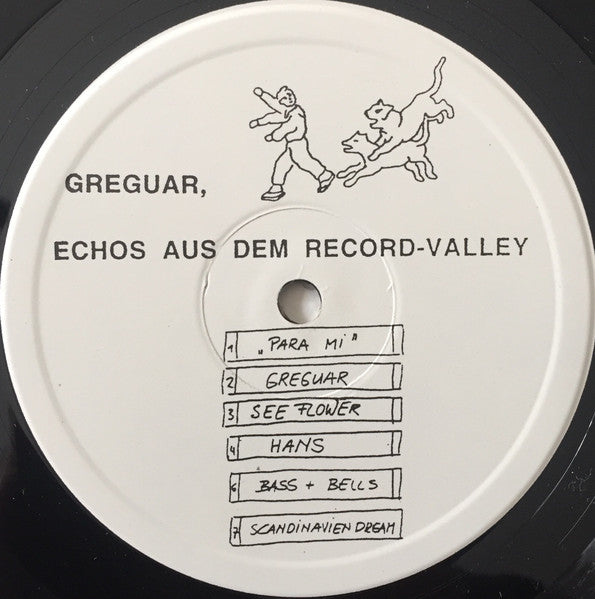 GREGUAR,
ECHOS AUS DEM RECORD-VALLEY
1 „PARA MI"
2 GREGUAR
3 SEE FLOWER
4 HANS
6 BASS + BELLS
7 SCANDINAVIEN DREAM